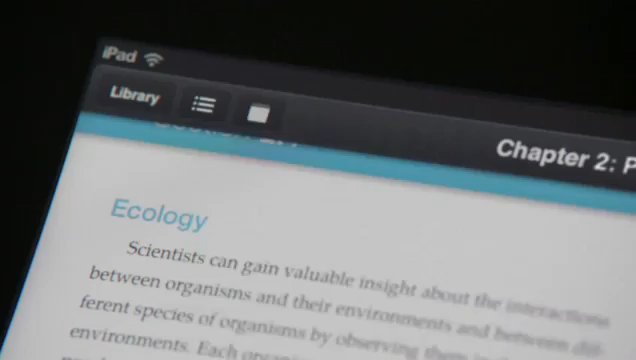 iPad
Library
Chapter 2: P
Ecology
Scientists can gain valuable insight about the interactions
between organisms and their environments and between dif-
ferent species of organisms by observing them
environments. Each